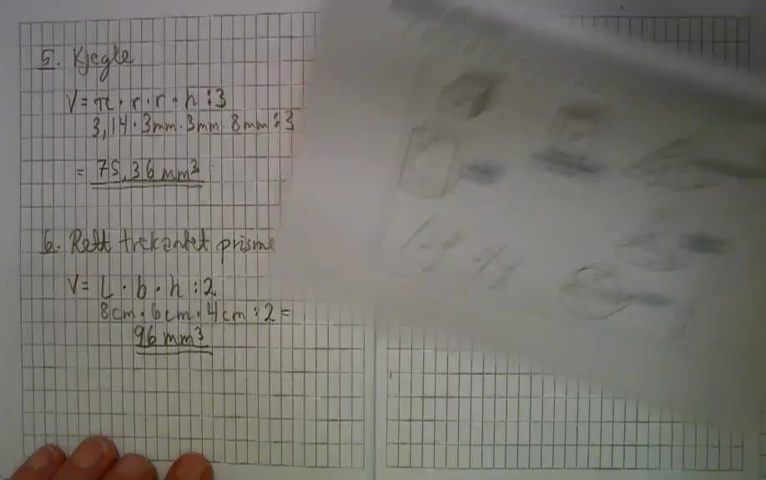 5. Kjegle
V = π · r · r · h : 3
3,14 · 3mm · 3mm · 8mm : 3
= 75,36 mm³
6. Rett trekantet prisme
V = L · b · h : 2
8cm · 6cm · 4cm : 2 =
96 mm³